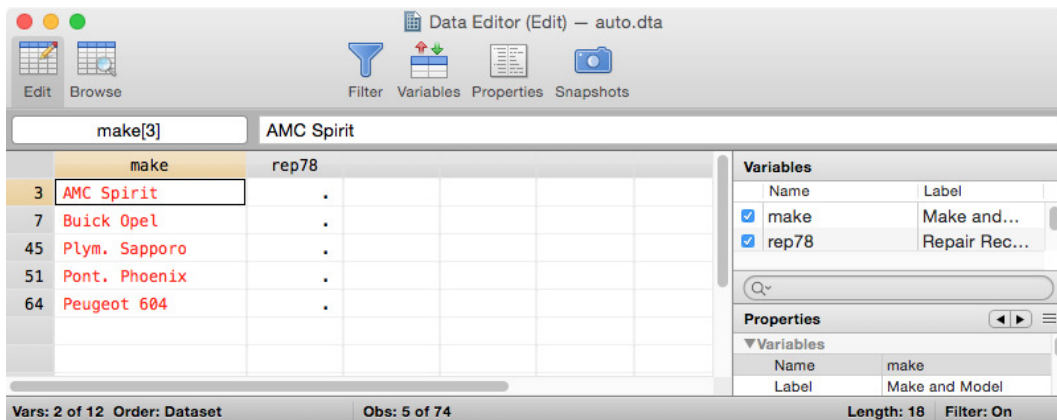 Data Editor (Edit) — auto.dta
Edit Browse Filter Variables Properties Snapshots
make[3] AMC Spirit
make rep78
3 AMC Spirit .
7 Buick Opel .
45 Plym. Sapporo .
51 Pont. Phoenix .
64 Peugeot 604 .
Variables
Name Label
make Make and...
rep78 Repair Rec...
Properties
▼Variables
Name make
Label Make and Model
Vars: 2 of 12 Order: Dataset Obs: 5 of 74 Length: 18 Filter: On